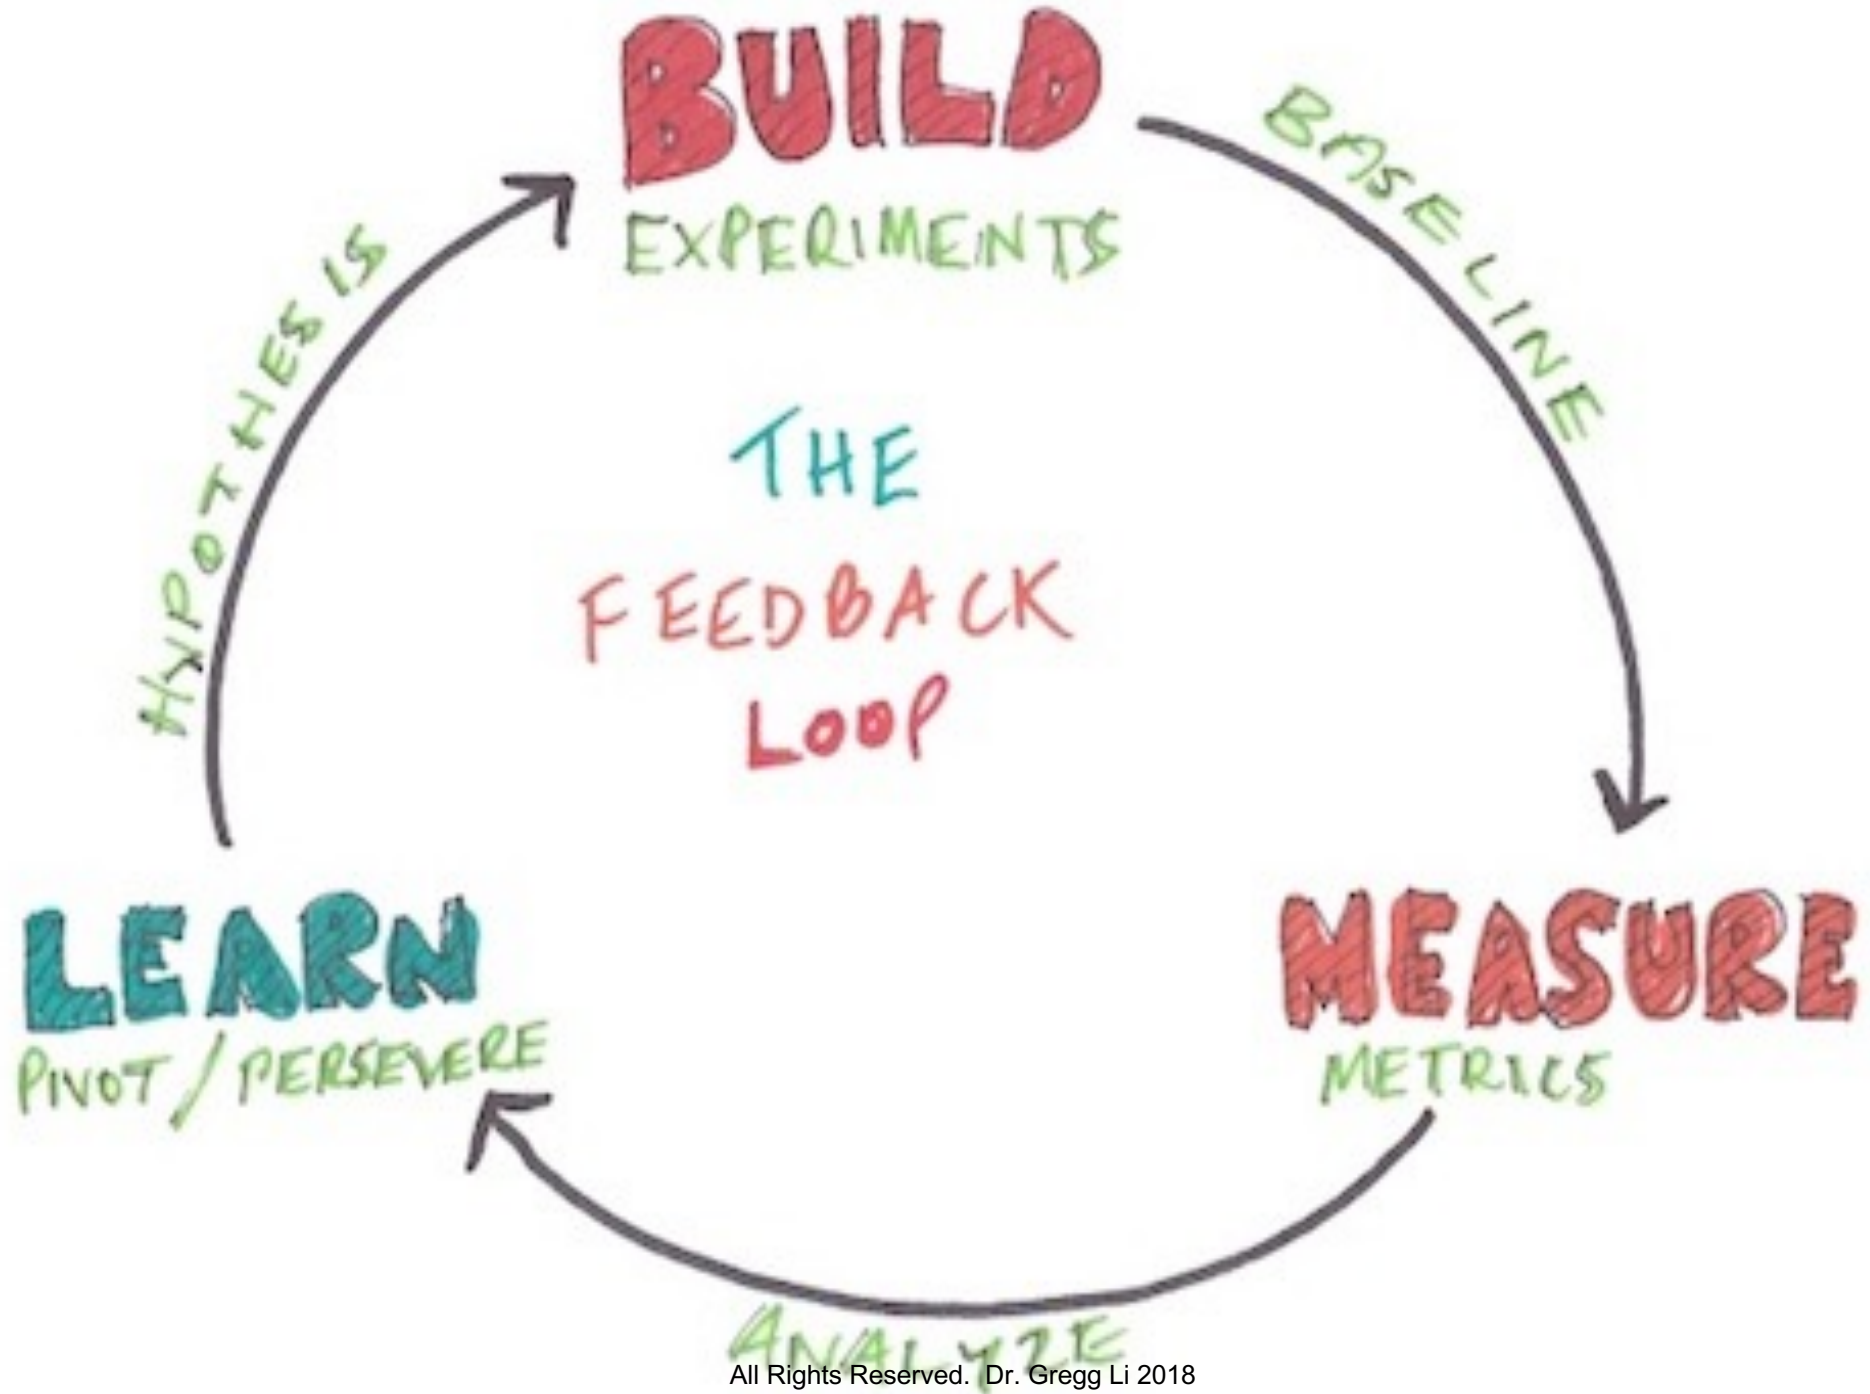 BUILD
EXPERIMENTS
BASELINE
HYPOTHESIS
THE
FEEDBACK
LOOP
LEARN
PIVOT / PERSEVERE
MEASURE
METRICS
ANALYZE
All Rights Reserved. Dr. Gregg Li 2018